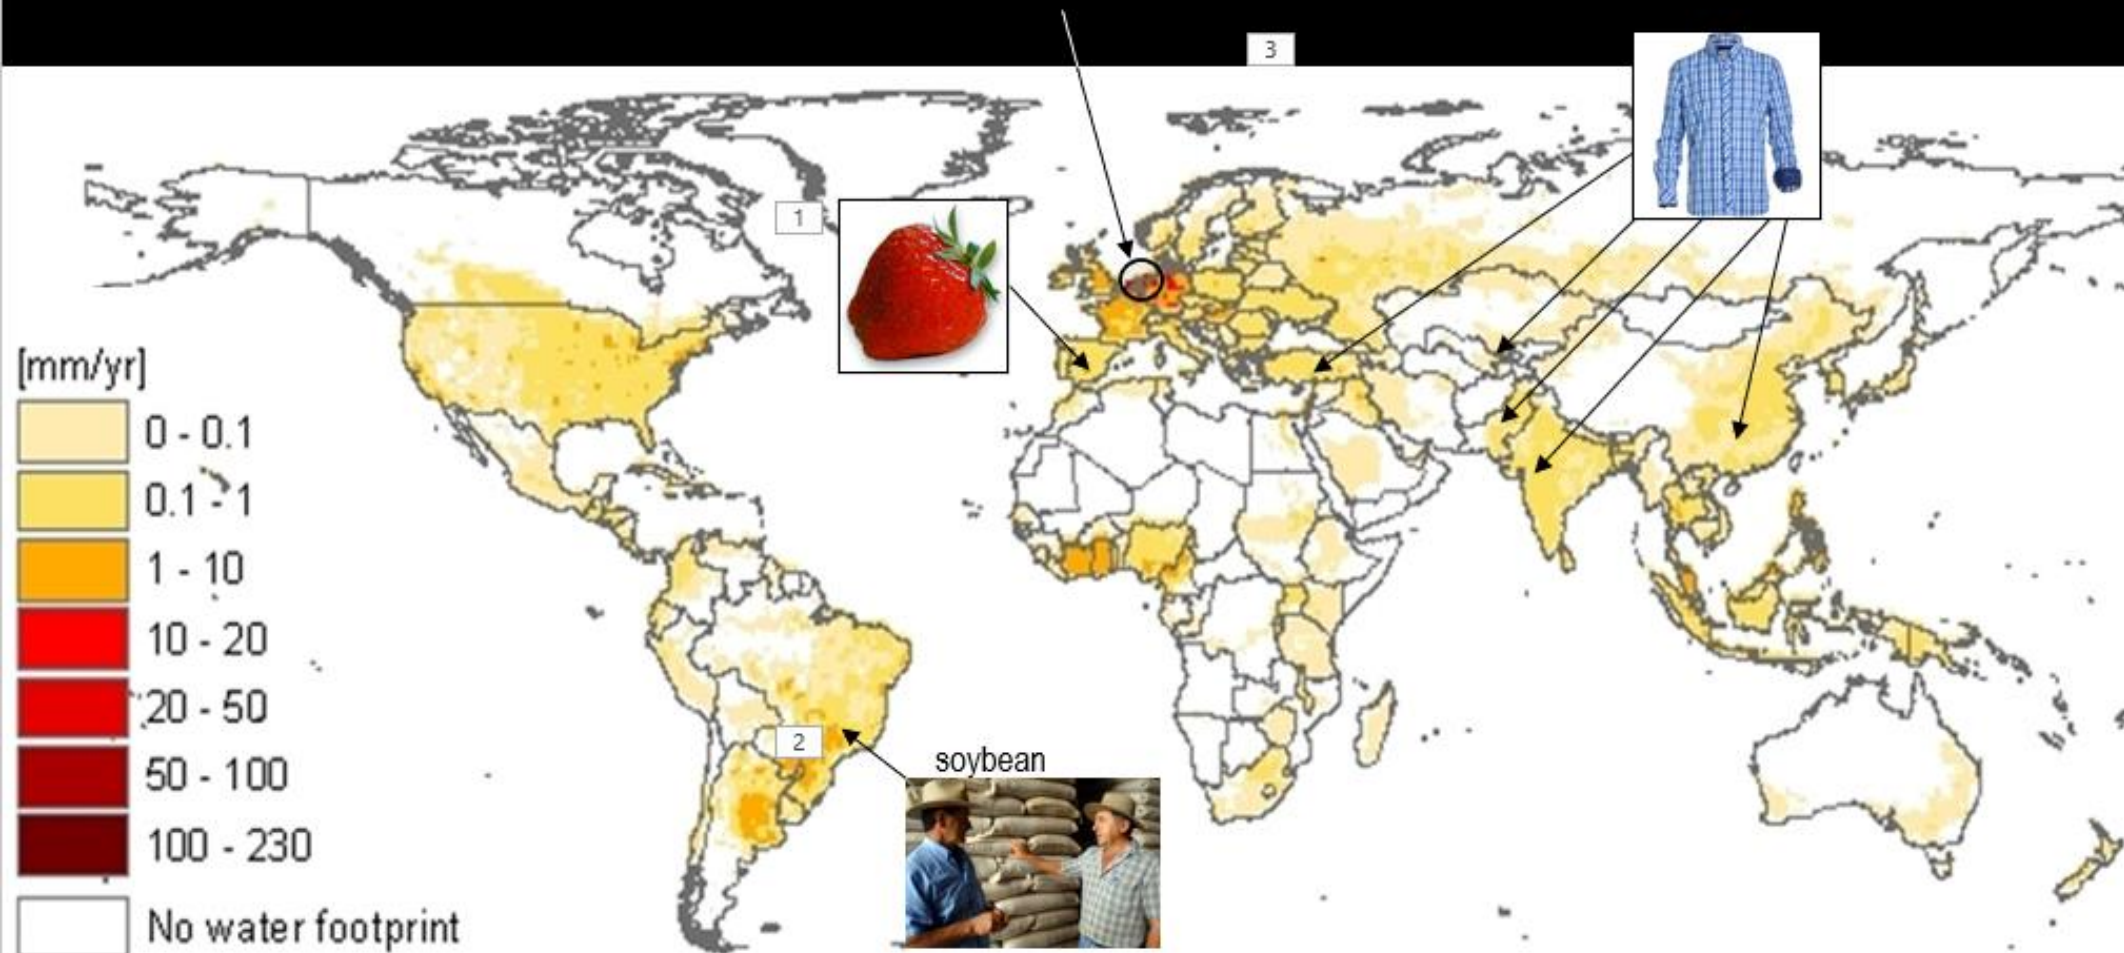 3
1
[mm/yr]
0 - 0.1
0.1 - 1
1 - 10
10 - 20
20 - 50
50 - 100
100 - 230
No water footprint
2
soybean